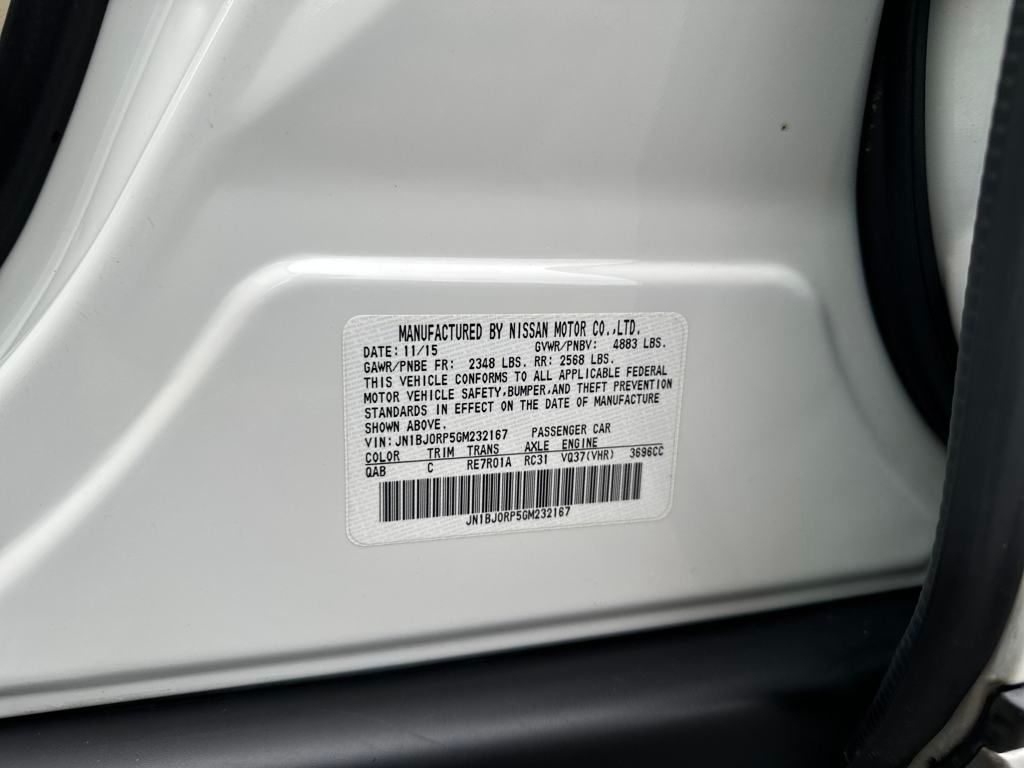 MANUFACTURED BY NISSAN MOTOR CO.,LTD.
DATE: 11/15 GVWR/PNBV: 4883 LBS.
GAWR/PNBE FR: 2348 LBS. RR: 2568 LBS.
THIS VEHICLE CONFORMS TO ALL APPLICABLE FEDERAL
MOTOR VEHICLE SAFETY,BUMPER,AND THEFT PREVENTION
STANDARDS IN EFFECT ON THE DATE OF MANUFACTURE
SHOWN ABOVE.
VIN:JN1BJ0RP5GM232167 PASSENGER CAR
COLOR TRIM TRANS AXLE ENGINE
QAB C RE7R01A RC31 VQ37(VHR) 3696CC
JN1BJ0RP5GM232167